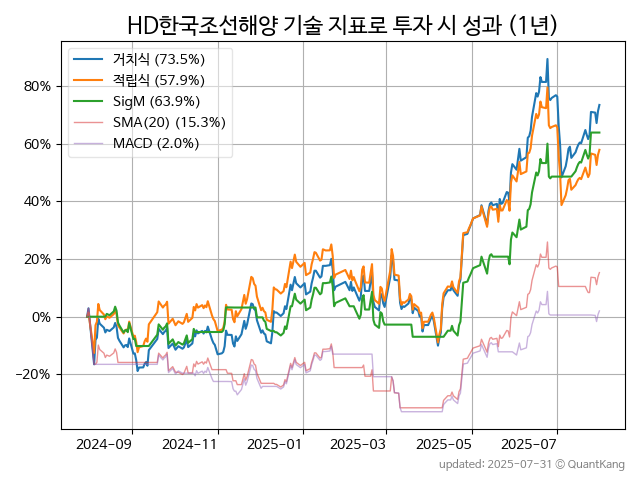 HD한국조선해양 기술 지표로 투자 시 성과 (1년)
거치식 (73.5%)
적립식 (57.9%)
SigM (63.9%)
SMA(20) (15.3%)
MACD (2.0%)
80%
60%
40%
20%
0%
−20%
2024-09 2024-11 2025-01 2025-03 2025-05 2025-07
updated: 2025-07-31 © QuantKang